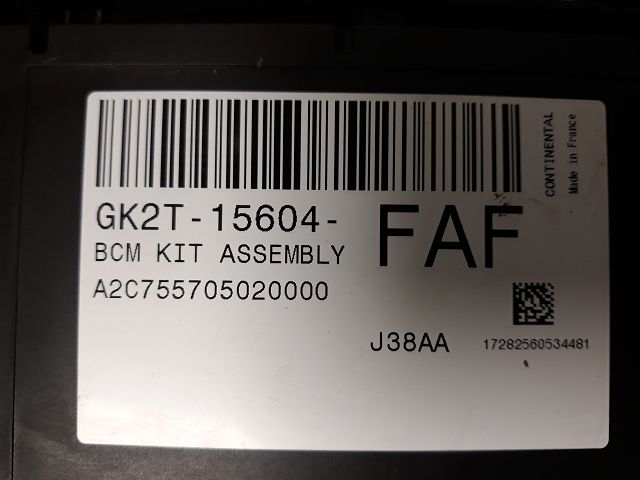 CONTINENTAL
Made in France
GK2T-15604-
FAF
BCM KIT ASSEMBLY
A2C755705020000
J38AA
17282560534481